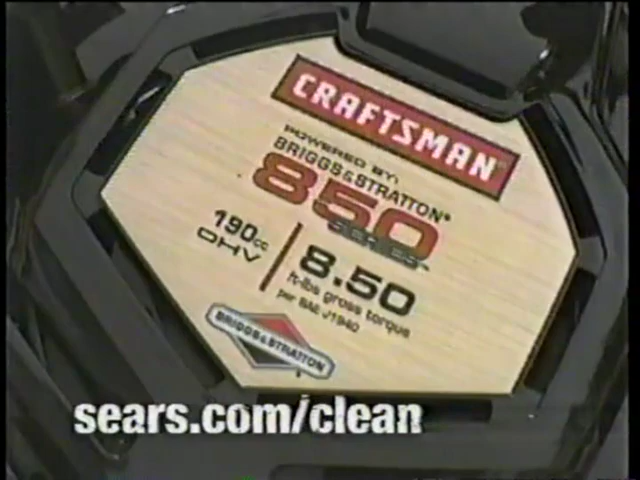 CRAFTSMAN
POWERED BY:
BRIGGS & STRATTON®
850
SERIES™
190cc
OHV
8.50
ft-lbs gross torque
per SAE J1940
BRIGGS & STRATTON
sears.com/clean